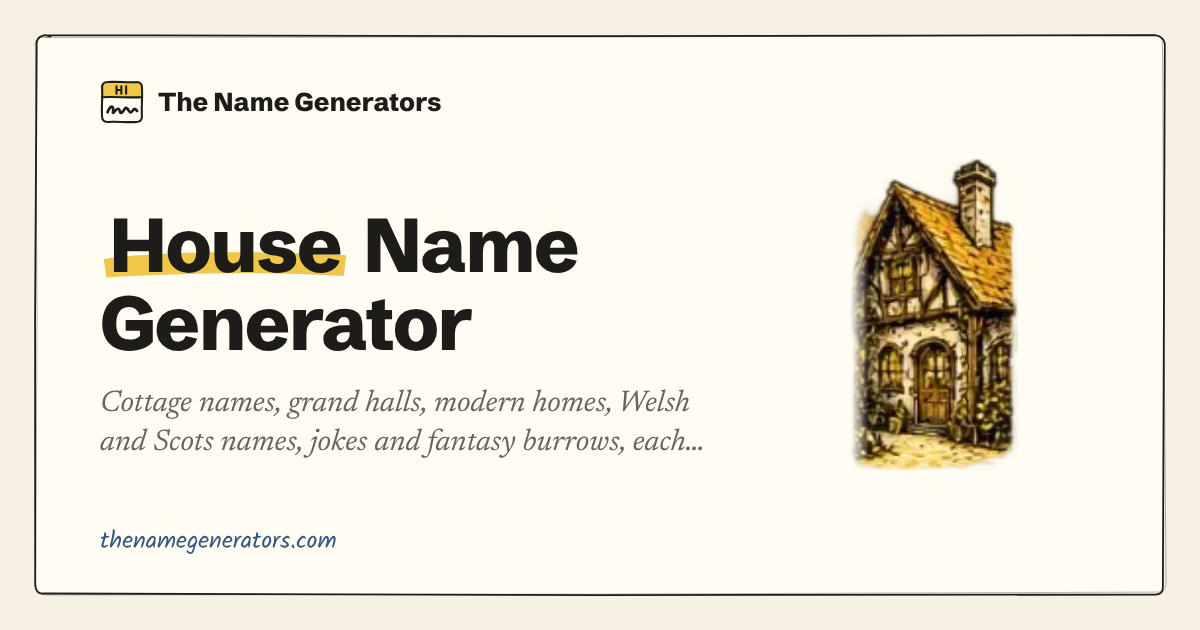 HI
The Name Generators
House Name
Generator
Cottage names, grand halls, modern homes, Welsh
and Scots names, jokes and fantasy burrows, each...
thenamegenerators.com